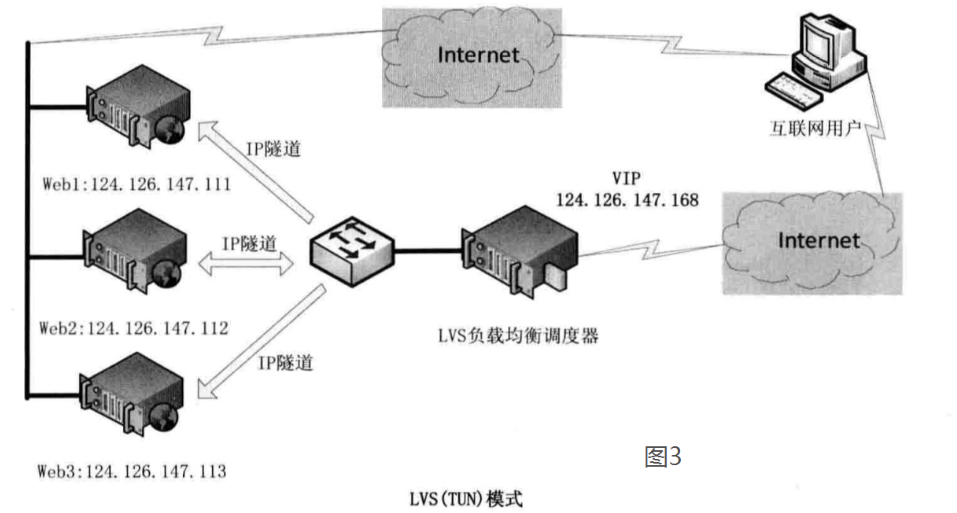 Internet
互联网用户
IP隧道
Web1:124.126.147.111
VIP
124.126.147.168
IP隧道
Internet
Web2:124.126.147.112
LVS负载均衡调度器
IP隧道
Web3:124.126.147.113
图3
LVS(TUN)模式